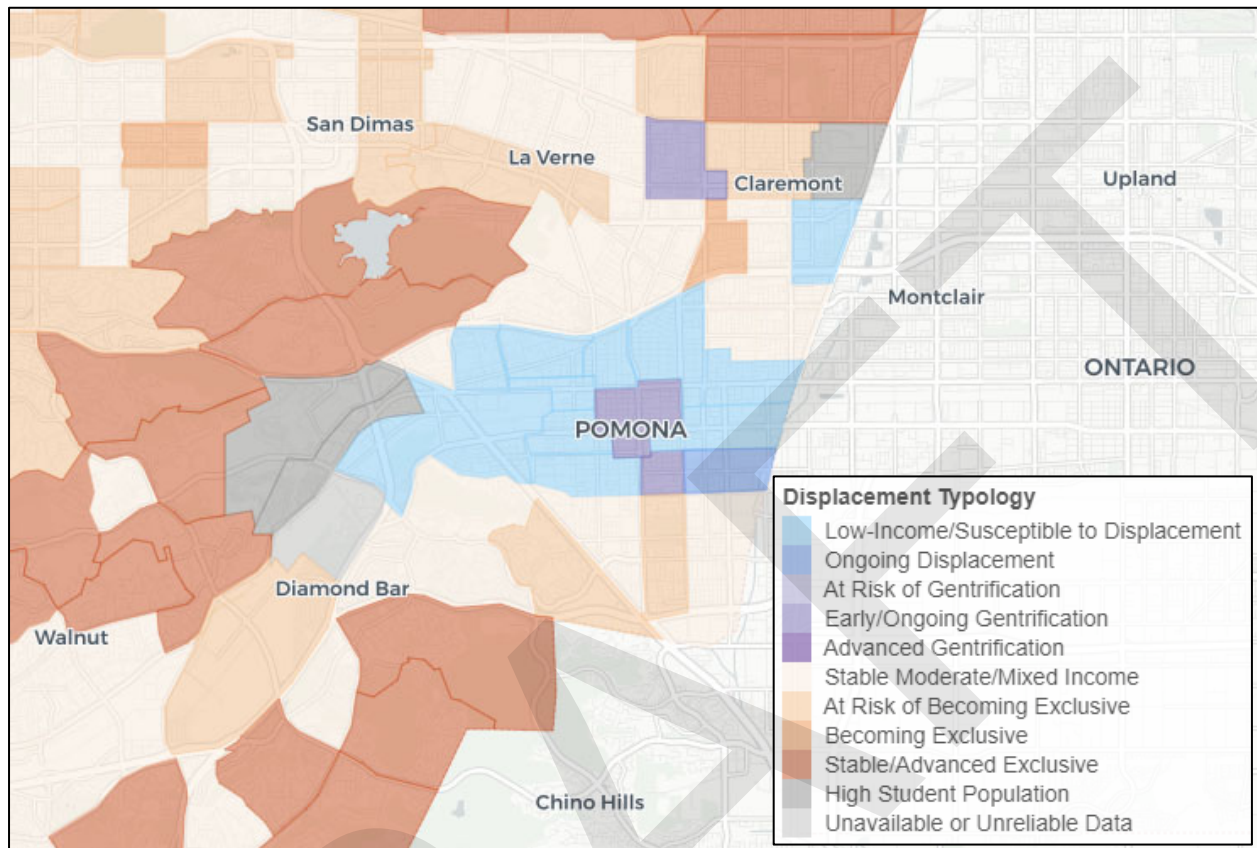 San Dimas
La Verne
Claremont
Upland
Montclair
ONTARIO
POMONA
Diamond Bar
Walnut
Chino Hills
Displacement Typology
Low-Income/Susceptible to Displacement
Ongoing Displacement
At Risk of Gentrification
Early/Ongoing Gentrification
Advanced Gentrification
Stable Moderate/Mixed Income
At Risk of Becoming Exclusive
Becoming Exclusive
Stable/Advanced Exclusive
High Student Population
Unavailable or Unreliable Data